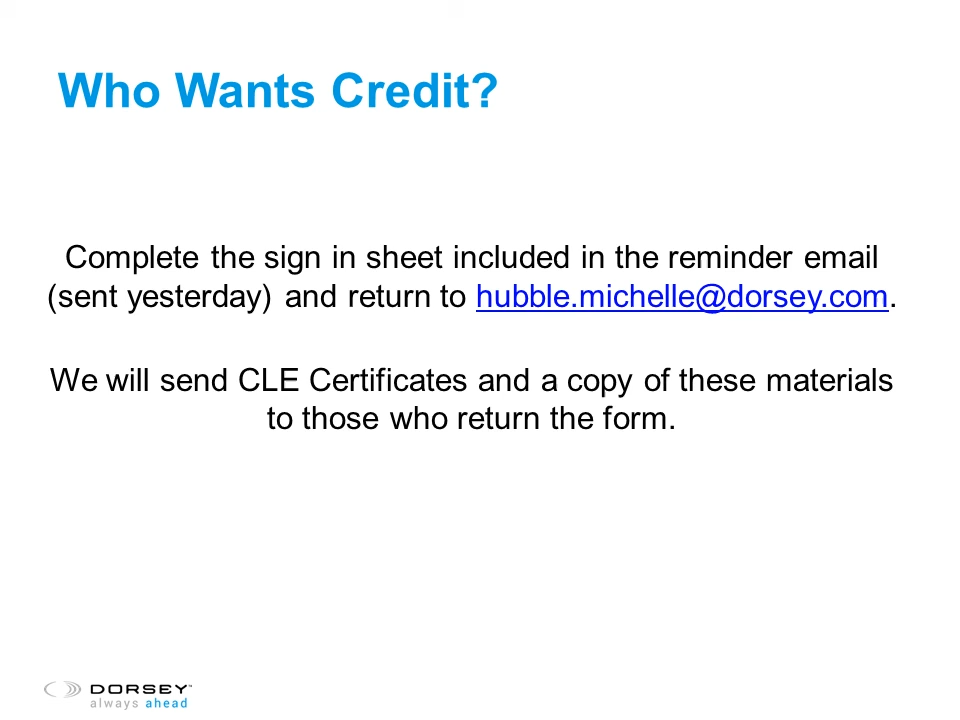 Who Wants Credit?
Complete the sign in sheet included in the reminder email
(sent yesterday) and return to hubble.michelle@dorsey.com.
We will send CLE Certificates and a copy of these materials
to those who return the form.
DORSEY™
always ahead